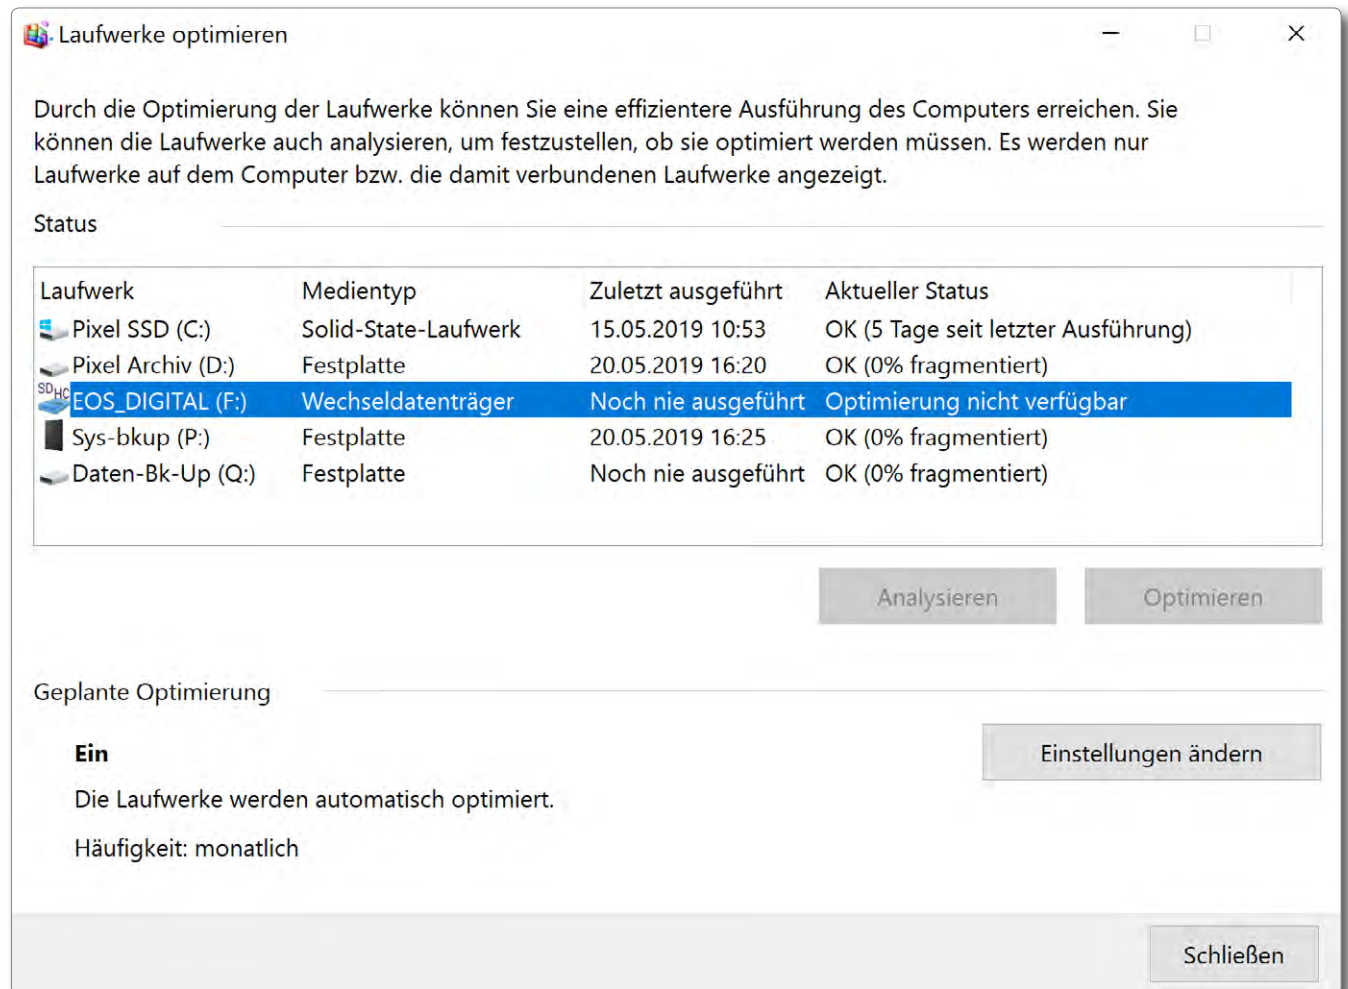 Laufwerke optimieren
Durch die Optimierung der Laufwerke können Sie eine effizientere Ausführung des Computers erreichen. Sie
können die Laufwerke auch analysieren, um festzustellen, ob sie optimiert werden müssen. Es werden nur
Laufwerke auf dem Computer bzw. die damit verbundenen Laufwerke angezeigt.
Status
Laufwerk Medientyp Zuletzt ausgeführt Aktueller Status
Pixel SSD (C:) Solid-State-Laufwerk 15.05.2019 10:53 OK (5 Tage seit letzter Ausführung)
Pixel Archiv (D:) Festplatte 20.05.2019 16:20 OK (0% fragmentiert)
SDHC EOS_DIGITAL (F:) Wechseldatenträger Noch nie ausgeführt Optimierung nicht verfügbar
Sys-bkup (P:) Festplatte 20.05.2019 16:25 OK (0% fragmentiert)
Daten-Bk-Up (Q:) Festplatte Noch nie ausgeführt OK (0% fragmentiert)
Analysieren Optimieren
Geplante Optimierung
Ein Einstellungen ändern
Die Laufwerke werden automatisch optimiert.
Häufigkeit: monatlich
Schließen